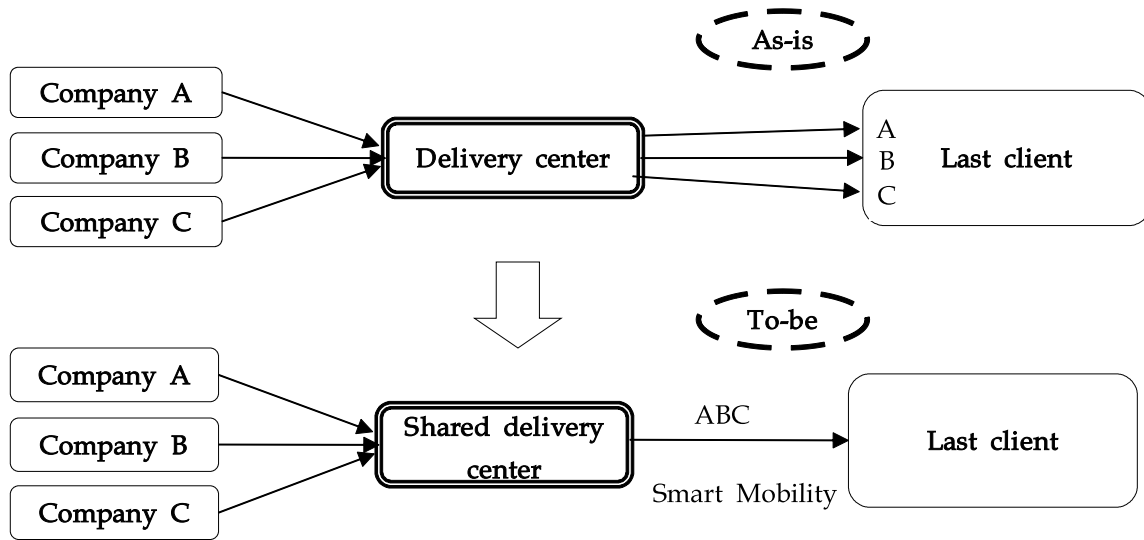 As-is
Company A
Company B
Company C
Delivery center
A
B
C
Last client
To-be
Company A
Company B
Company C
Shared delivery
center
ABC
Smart Mobility
Last client